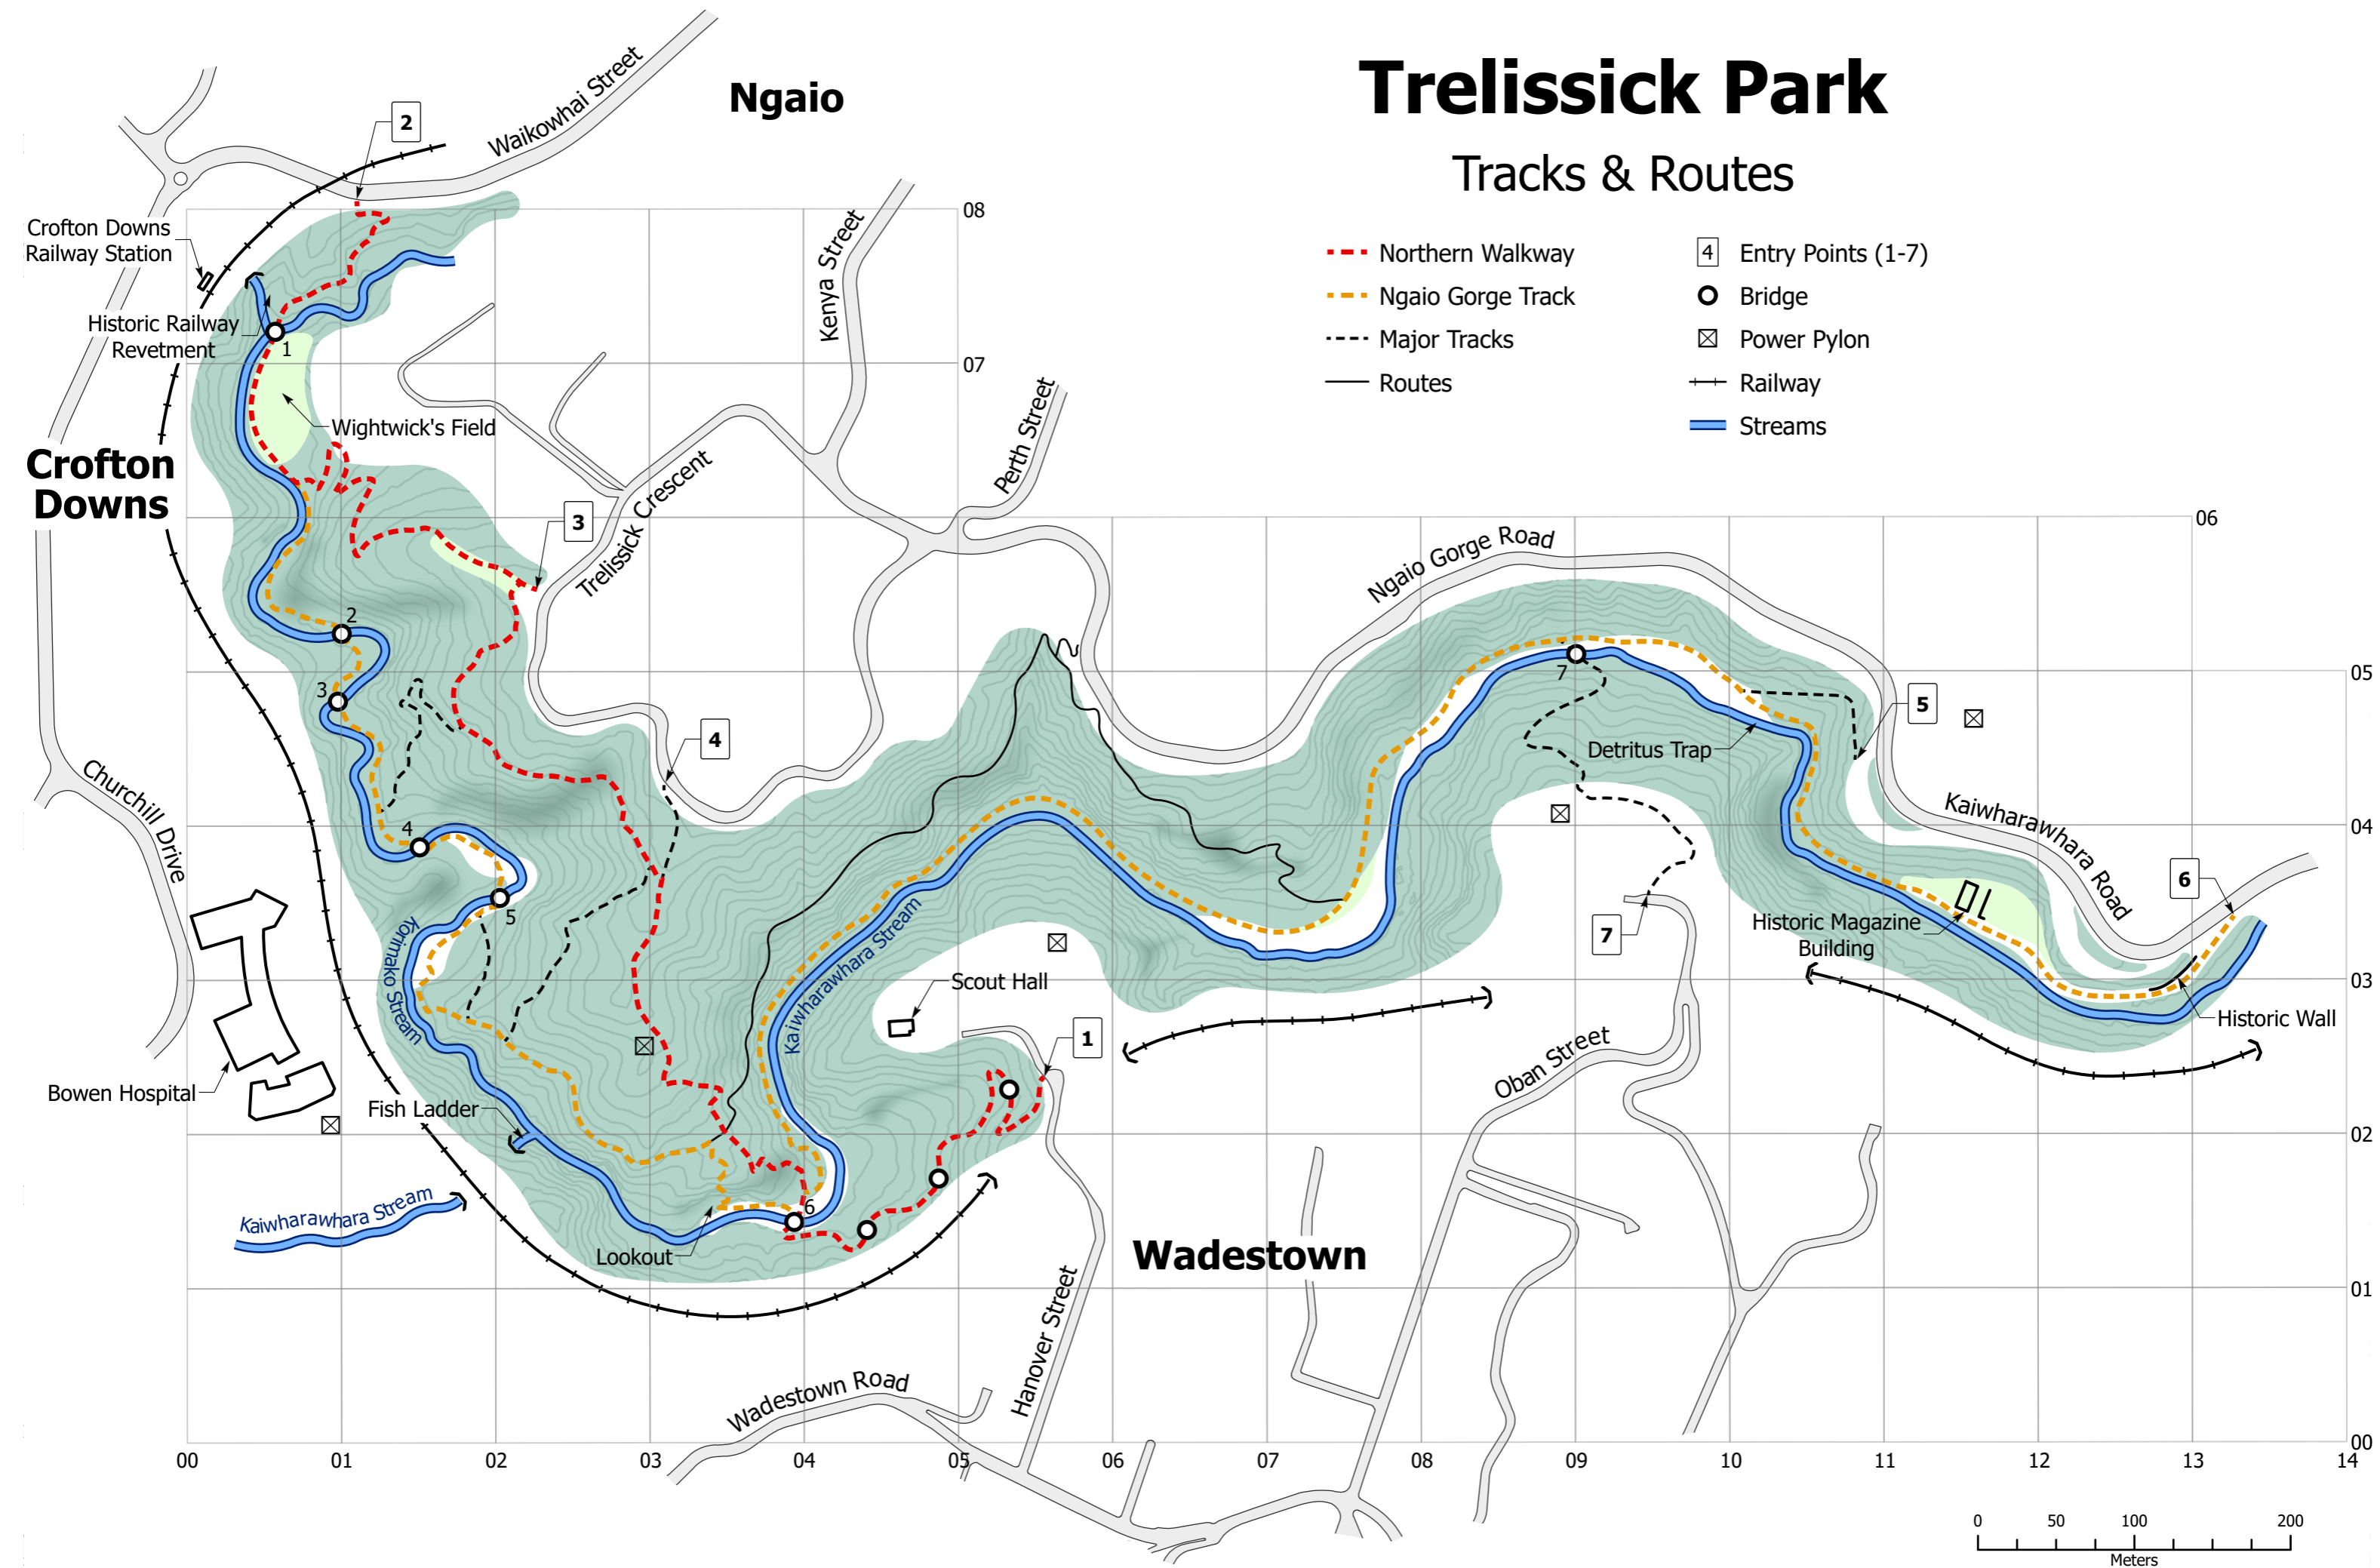 Trelissick Park
Tracks & Routes
Northern Walkway
Ngaio Gorge Track
Major Tracks
Routes
4 Entry Points (1-7)
Bridge
Power Pylon
Railway
Streams
Ngaio
Waikowhai Street
2
Crofton Downs
Railway Station
08
Historic Railway
Revetment
1
07
Kenya Street
Wightwick's Field
Perth Street
Crofton
Downs
Trelissick Crescent
3
06
Ngaio Gorge Road
2
3
4
05
5
7
Detritus Trap
Churchill Drive
4
04
Kaiwharawhara Road
6
5
Korimako Stream
Kaiwharawhara Stream
7
Historic Magazine
Building
03
Scout Hall
Historic Wall
1
Oban Street
Bowen Hospital
Fish Ladder
02
Kaiwharawhara Stream
6
Lookout
Wadestown
01
Hanover Street
Wadestown Road
00
00 01 02 03 04 05 06 07 08 09 10 11 12 13 14
0 50 100 200
Meters